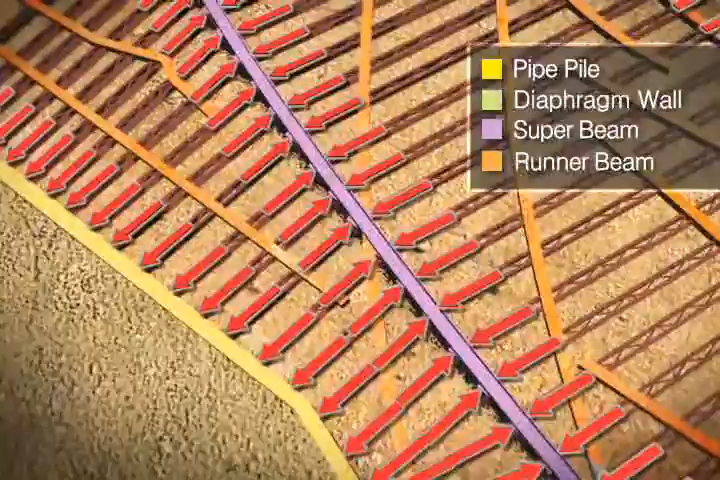 Pipe Pile
Diaphragm Wall
Super Beam
Runner Beam